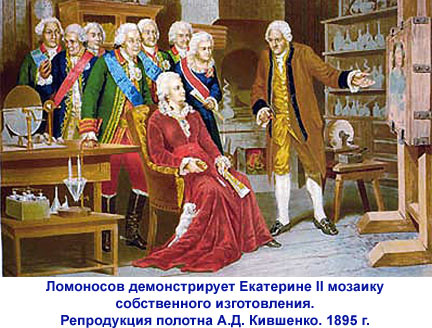 Ломоносов демонстрирует Екатерине II мозаику
собственного изготовления.
Репродукция полотна А.Д. Кившенко. 1895 г.